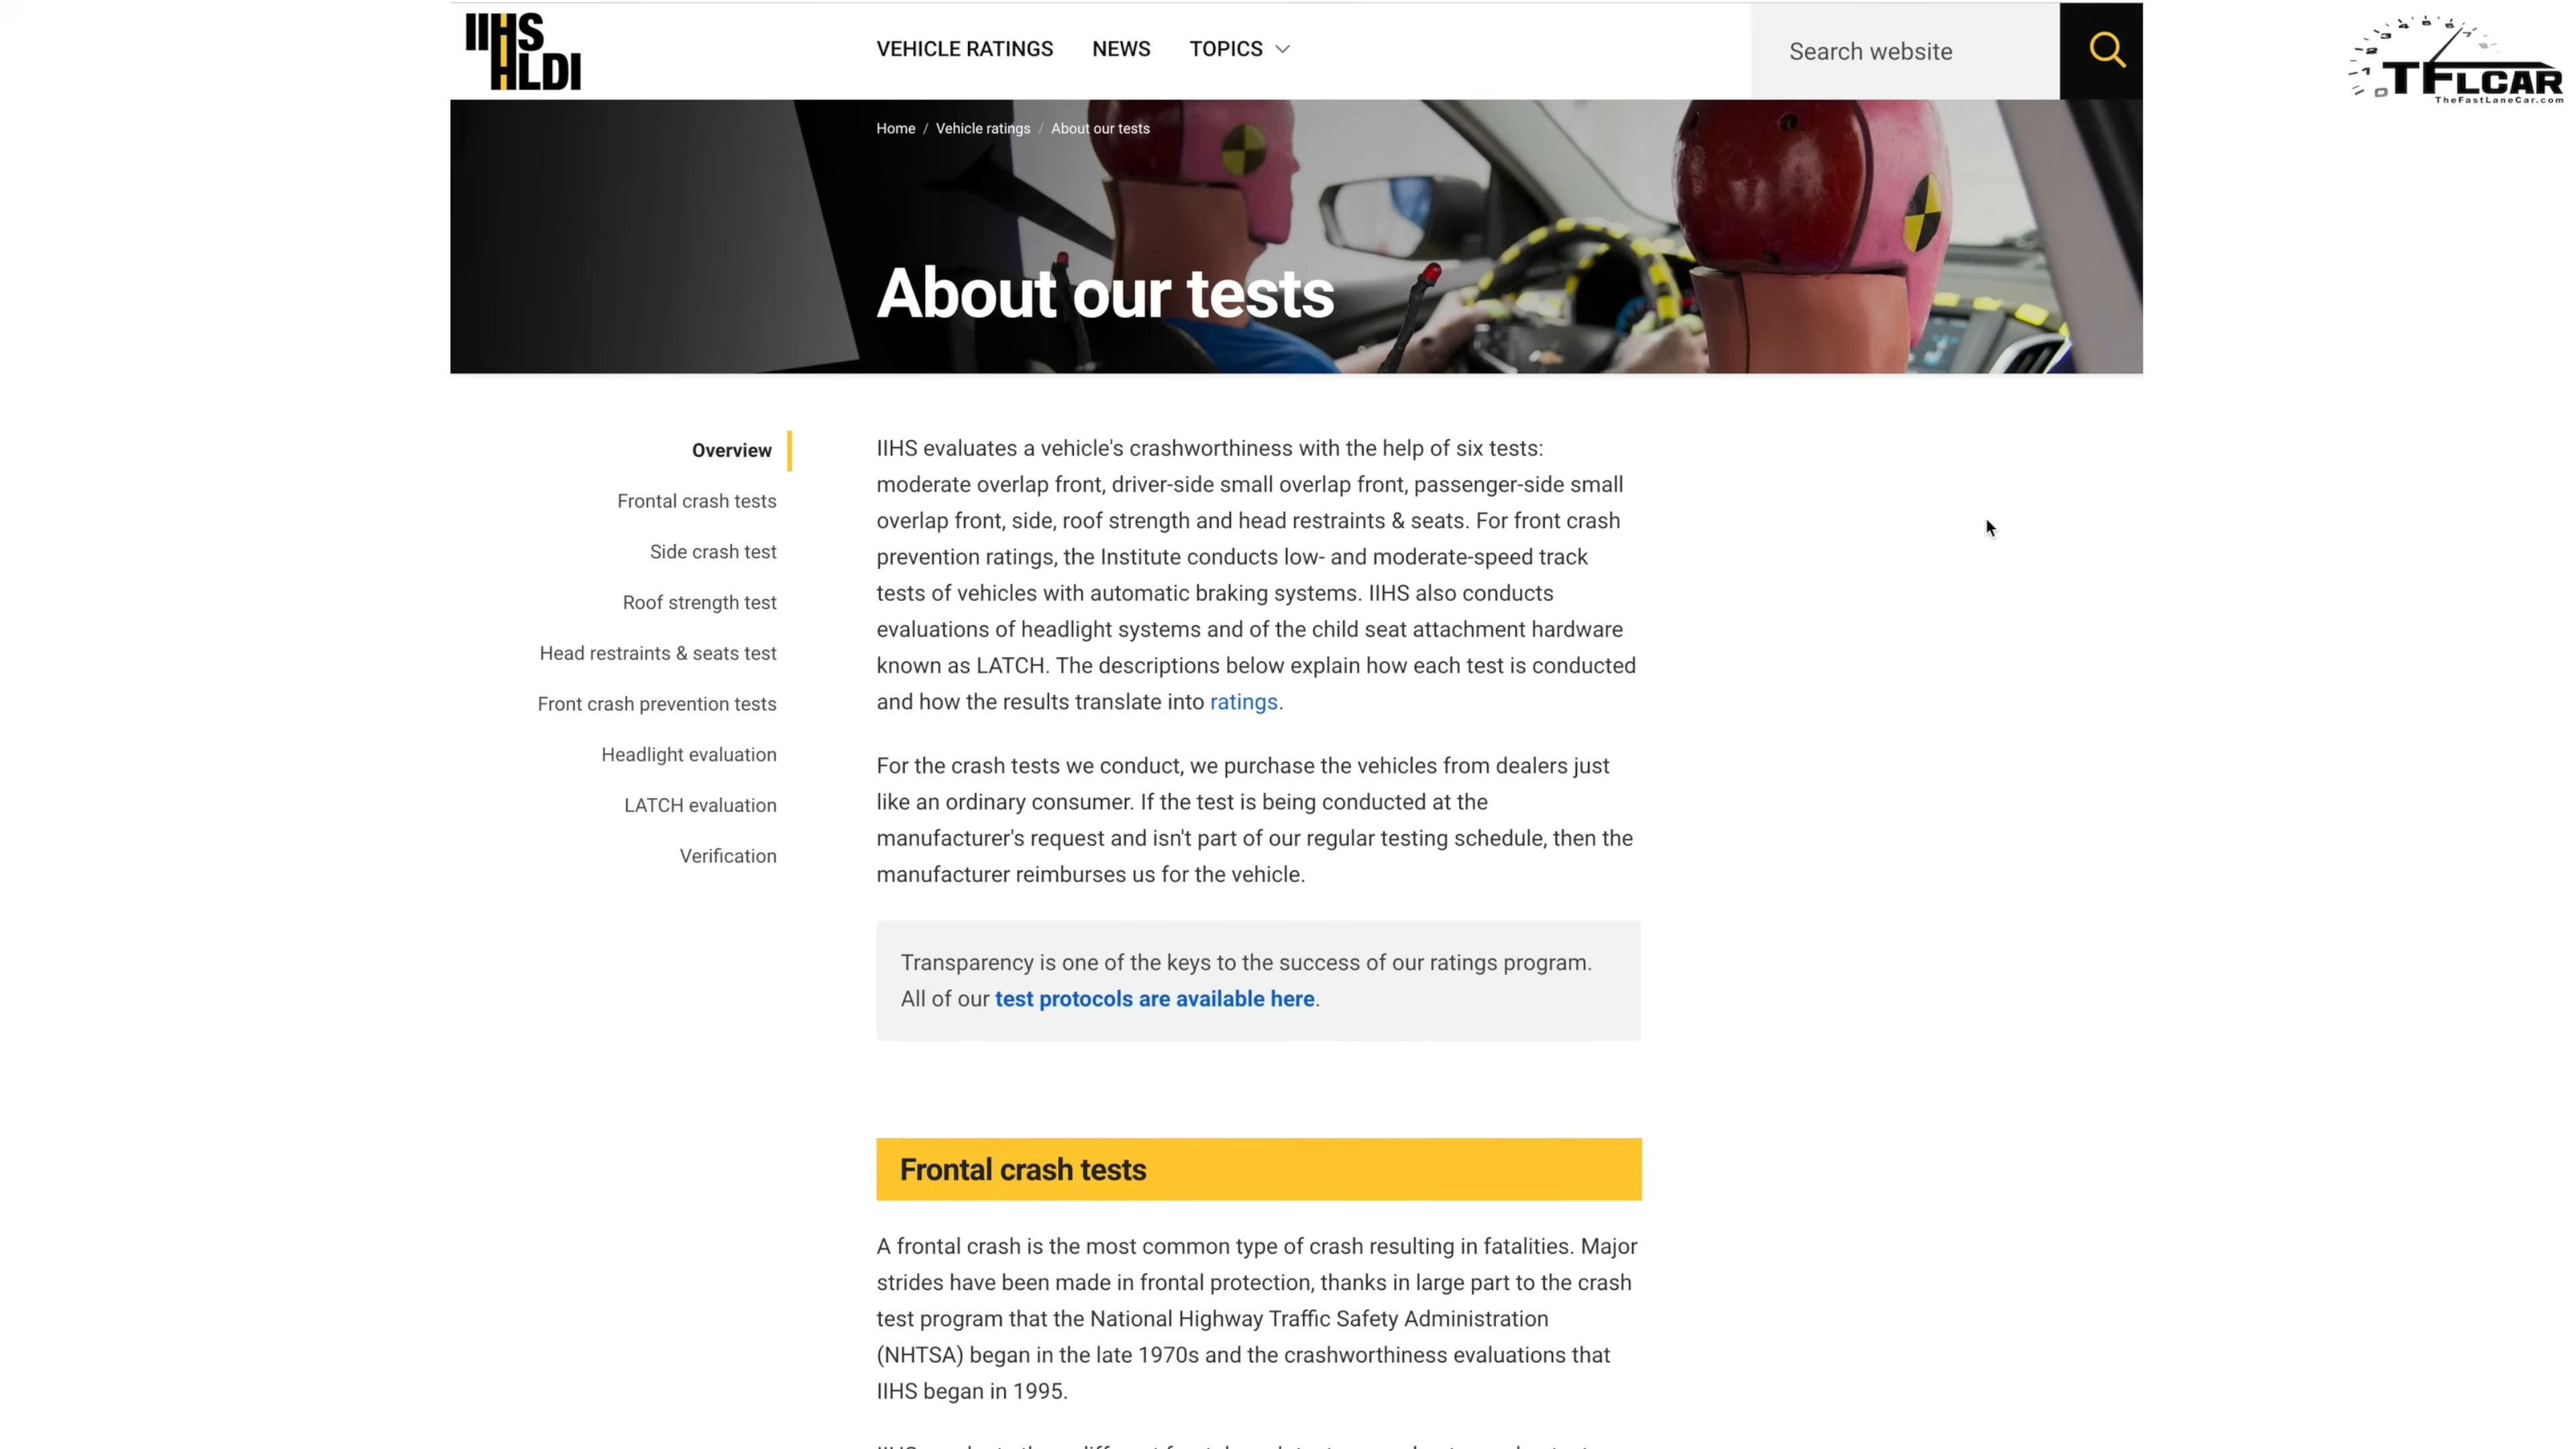 IIHS
HLDI
VEHICLE RATINGS
NEWS
TOPICS
Search website
0 1 2 3 4 5 6 7
TFLCAR
TheFastLaneCar.com
Home / Vehicle ratings / About our tests
About our tests
Overview
Frontal crash tests
Side crash test
Roof strength test
Head restraints & seats test
Front crash prevention tests
Headlight evaluation
LATCH evaluation
Verification
IIHS evaluates a vehicle's crashworthiness with the help of six tests:
moderate overlap front, driver-side small overlap front, passenger-side small
overlap front, side, roof strength and head restraints & seats. For front crash
prevention ratings, the Institute conducts low- and moderate-speed track
tests of vehicles with automatic braking systems. IIHS also conducts
evaluations of headlight systems and of the child seat attachment hardware
known as LATCH. The descriptions below explain how each test is conducted
and how the results translate into ratings.
For the crash tests we conduct, we purchase the vehicles from dealers just
like an ordinary consumer. If the test is being conducted at the
manufacturer's request and isn't part of our regular testing schedule, then the
manufacturer reimburses us for the vehicle.
Transparency is one of the keys to the success of our ratings program.
All of our test protocols are available here.
Frontal crash tests
A frontal crash is the most common type of crash resulting in fatalities. Major
strides have been made in frontal protection, thanks in large part to the crash
test program that the National Highway Traffic Safety Administration
(NHTSA) began in the late 1970s and the crashworthiness evaluations that
IIHS began in 1995.